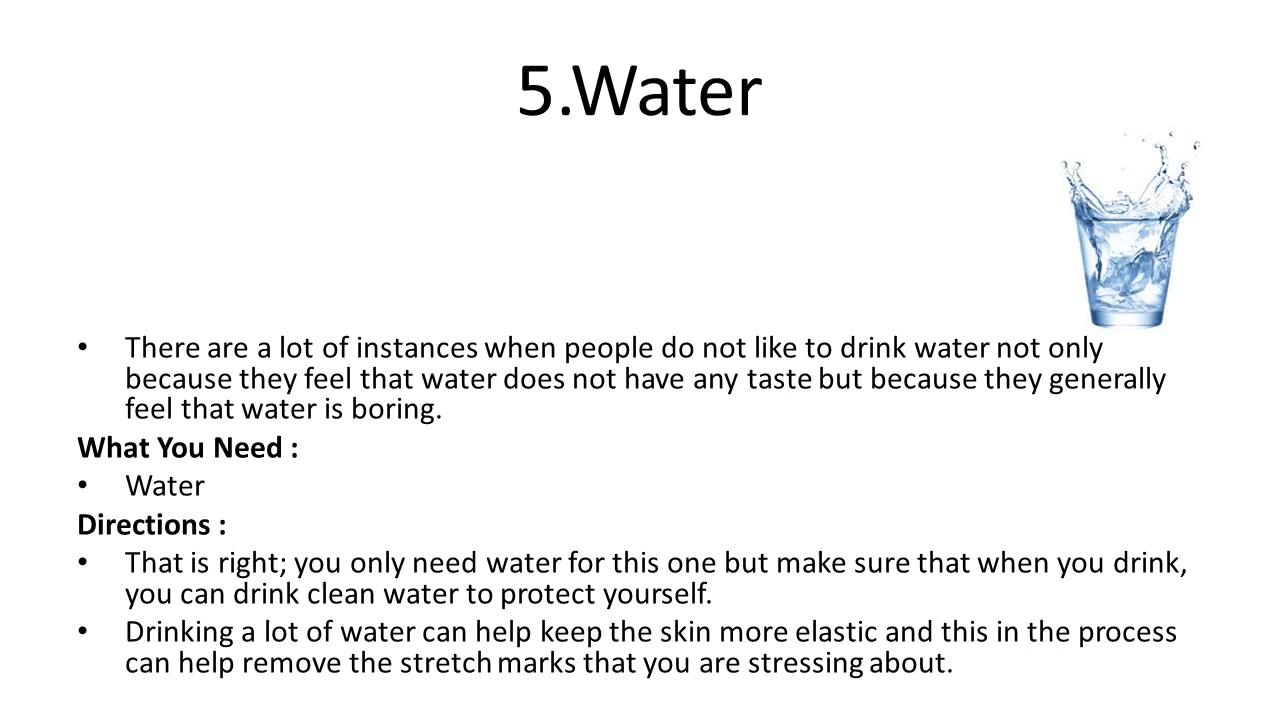 5.Water
• There are a lot of instances when people do not like to drink water not only
because they feel that water does not have any taste but because they generally
feel that water is boring.
What You Need :
• Water
Directions :
• That is right; you only need water for this one but make sure that when you drink,
you can drink clean water to protect yourself.
• Drinking a lot of water can help keep the skin more elastic and this in the process
can help remove the stretch marks that you are stressing about.